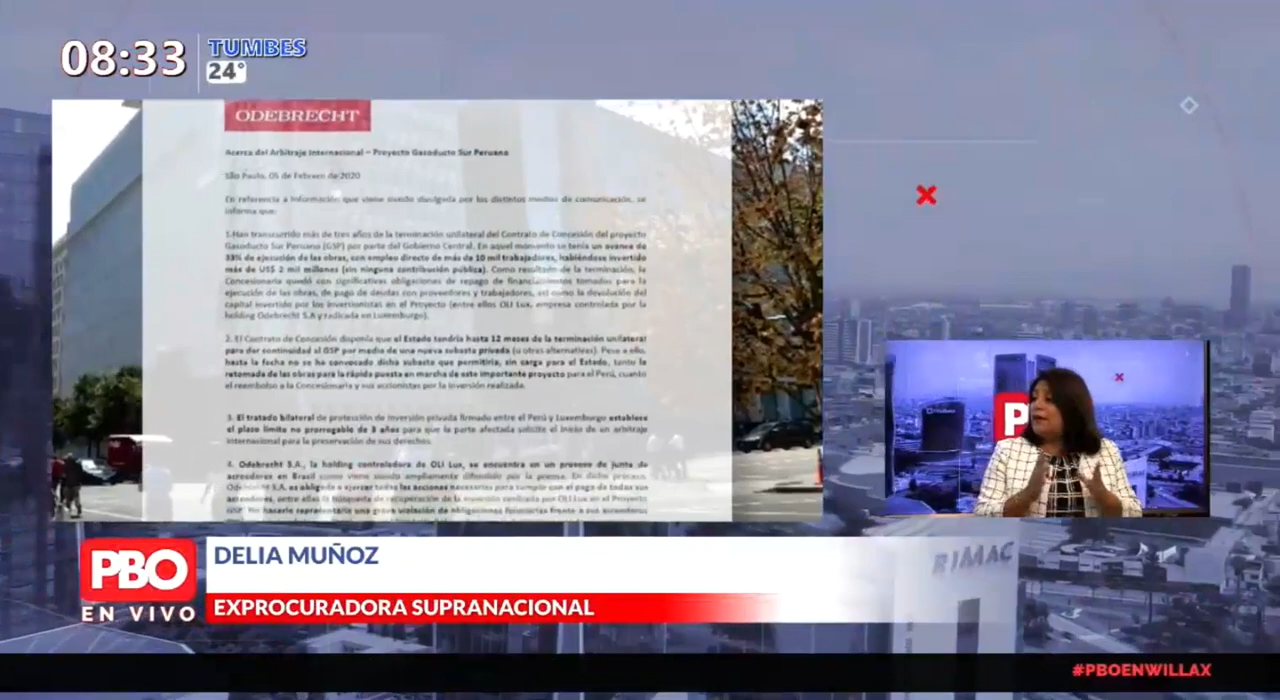 08:33
TUMBES
24°
ODEBRECHT
Acerca del Arbitraje Internacional – Proyecto Gasoducto Sur Peruano
São Paulo, 05 de Febrero de 2020
En referencia a información que viene siendo divulgada por los distintos medios de comunicación, se
informa que:
1.Han transcurrido más de tres años de la terminación unilateral del Contrato de Concesión del proyecto
Gasoducto Sur Peruano (GSP) por parte del Gobierno Central. En aquel momento se tenía un avance de
33% de ejecución de las obras, con empleo directo de más de 10 mil trabajadores, habiéndose invertido
más de US$ 2 mil millones (sin ninguna contribución pública). Como resultado de la terminación, la
Concesionaria quedó con significativas obligaciones de repago de financiamientos tomados para la
ejecución de las obras, de pago de deudas con proveedores y trabajadores, así como la devolución del
capital invertido por los inversionistas en el Proyecto (entre ellos OLI Lux, empresa controlada por la
holding Odebrecht S.A y radicada en Luxemburgo).
2. El Contrato de Concesión disponía que el Estado tendría hasta 12 meses de la terminación unilateral
para dar continuidad al GSP por medio de una nueva subasta privada (u otras alternativas). Pese a ello,
hasta la fecha no se ha convocado dicha subasta que permitiría, sin carga para el Estado, tanto la
retomada de las obras para la rápida puesta en marcha de este importante proyecto para el Perú, cuanto
el reembolso a la Concesionaria y sus accionistas por la inversión realizada.
3. El tratado bilateral de protección de inversión privada firmado entre el Perú y Luxemburgo establece
el plazo límite no prorrogable de 3 años para que la parte afectada solicite el inicio de un arbitraje
internacional para la preservación de sus derechos.
4. Odebrecht S.A., la holding controladora de OLI Lux, se encuentra en un proceso de junta de
acreedores en Brasil como viene siendo ampliamente difundido por la prensa. En dicho proceso,
Odebrecht S.A. es obligada a ejercer todas las acciones necesarias para cumplir con el pago de todos sus
acreedores, entre ellas la búsqueda de recuperación de la inversión realizada por OLI Lux en el Proyecto
GSP. No hacerlo representaría una grave violación de obligaciones fiduciarias frente a sus acreedores
P
PBO
EN VIVO
DELIA MUÑOZ
EXPROCURADORA SUPRANACIONAL
RIMAC
#PBOENWILLAX